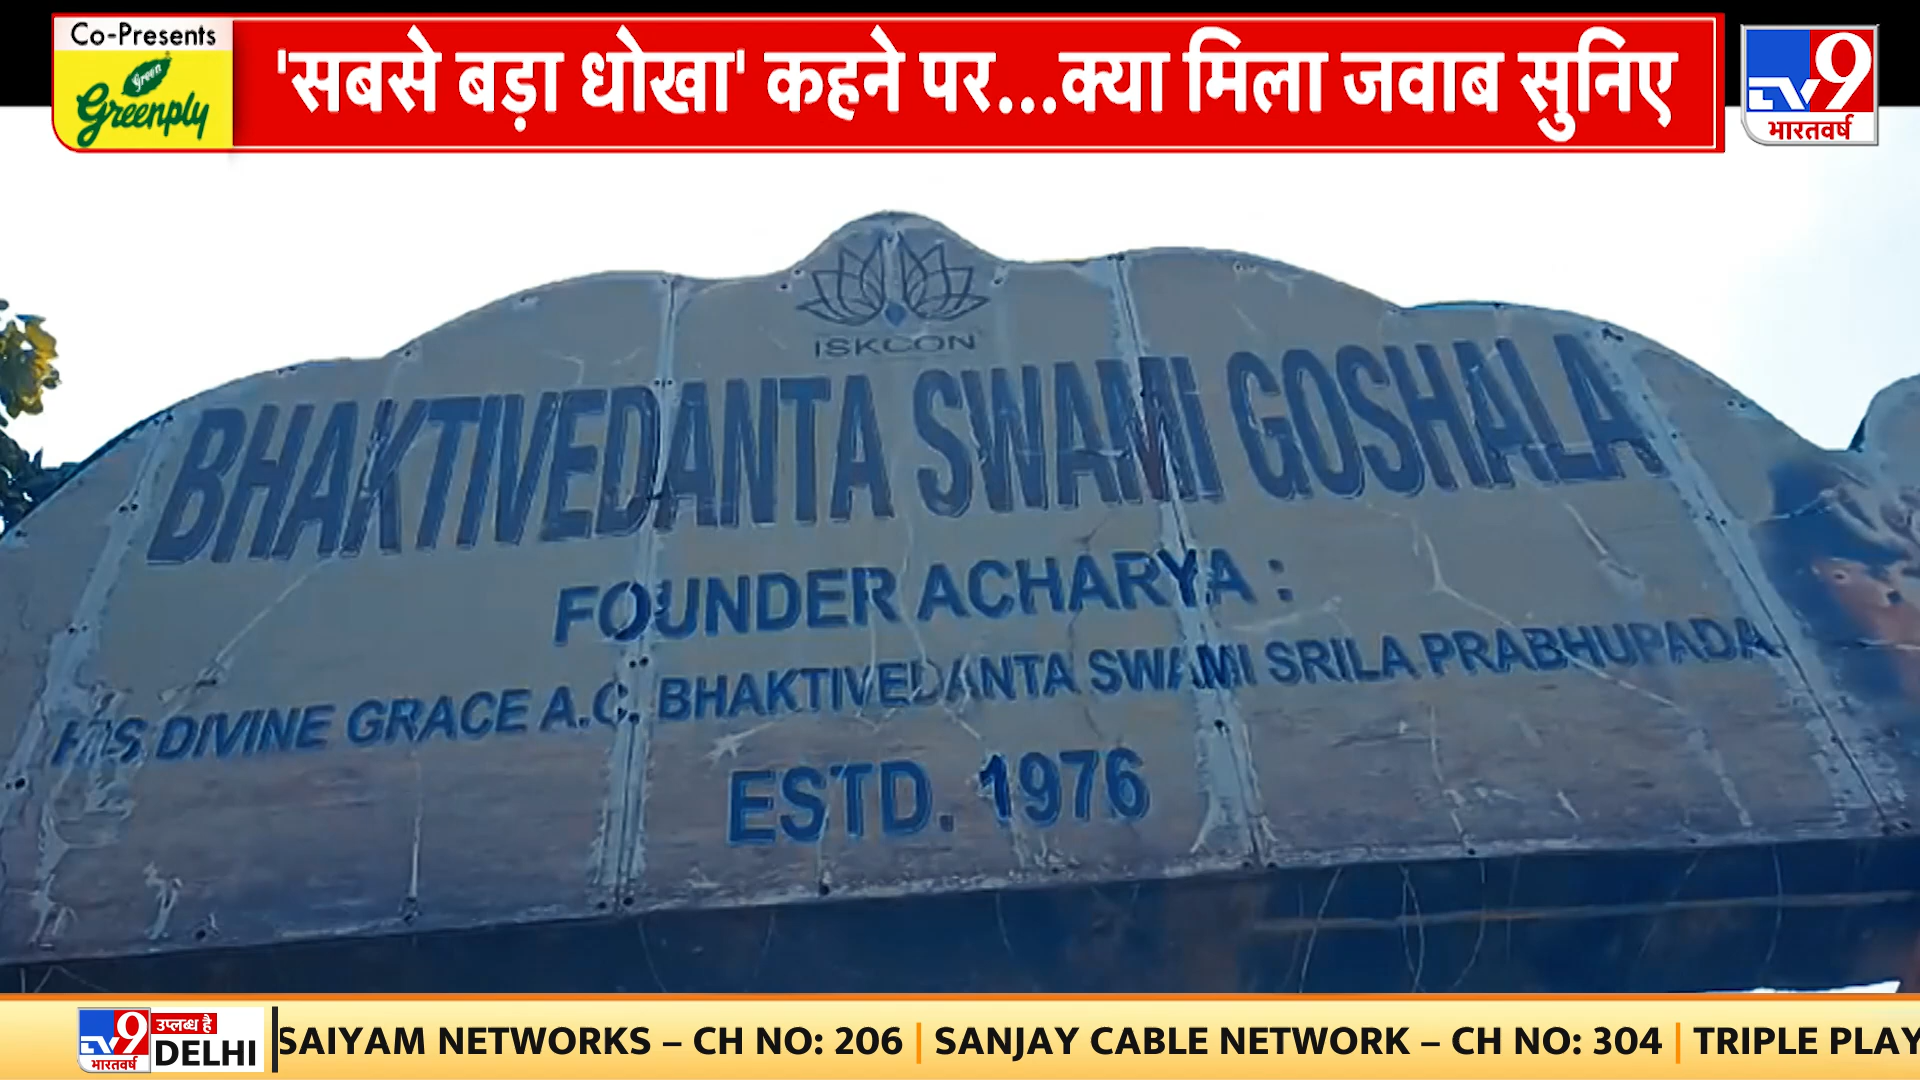 Co-Presents
Green
Greenply
'सबसे बड़ा धोखा' कहने पर...क्या मिला जवाब सुनिए
TV9
भारतवर्ष
ISKCON
BHAKTIVEDANTA SWAMI GOSHALA
FOUNDER ACHARYA :
HIS DIVINE GRACE A.C. BHAKTIVEDANTA SWAMI SRILA PRABHUPADA
ESTD. 1976
TV9
भारतवर्ष
उप्लब्ध है
DELHI
SAIYAM NETWORKS – CH NO: 206 | SANJAY CABLE NETWORK – CH NO: 304 | TRIPLE PLAY